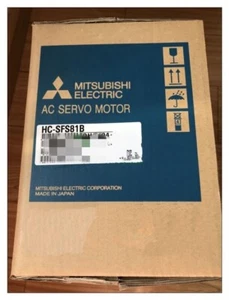 MITSUBISHI
ELECTRIC
AC SERVO MOTOR
HC-SFS81B
MITSUBISHI ELECTRIC CORPORATION
MADE IN JAPAN